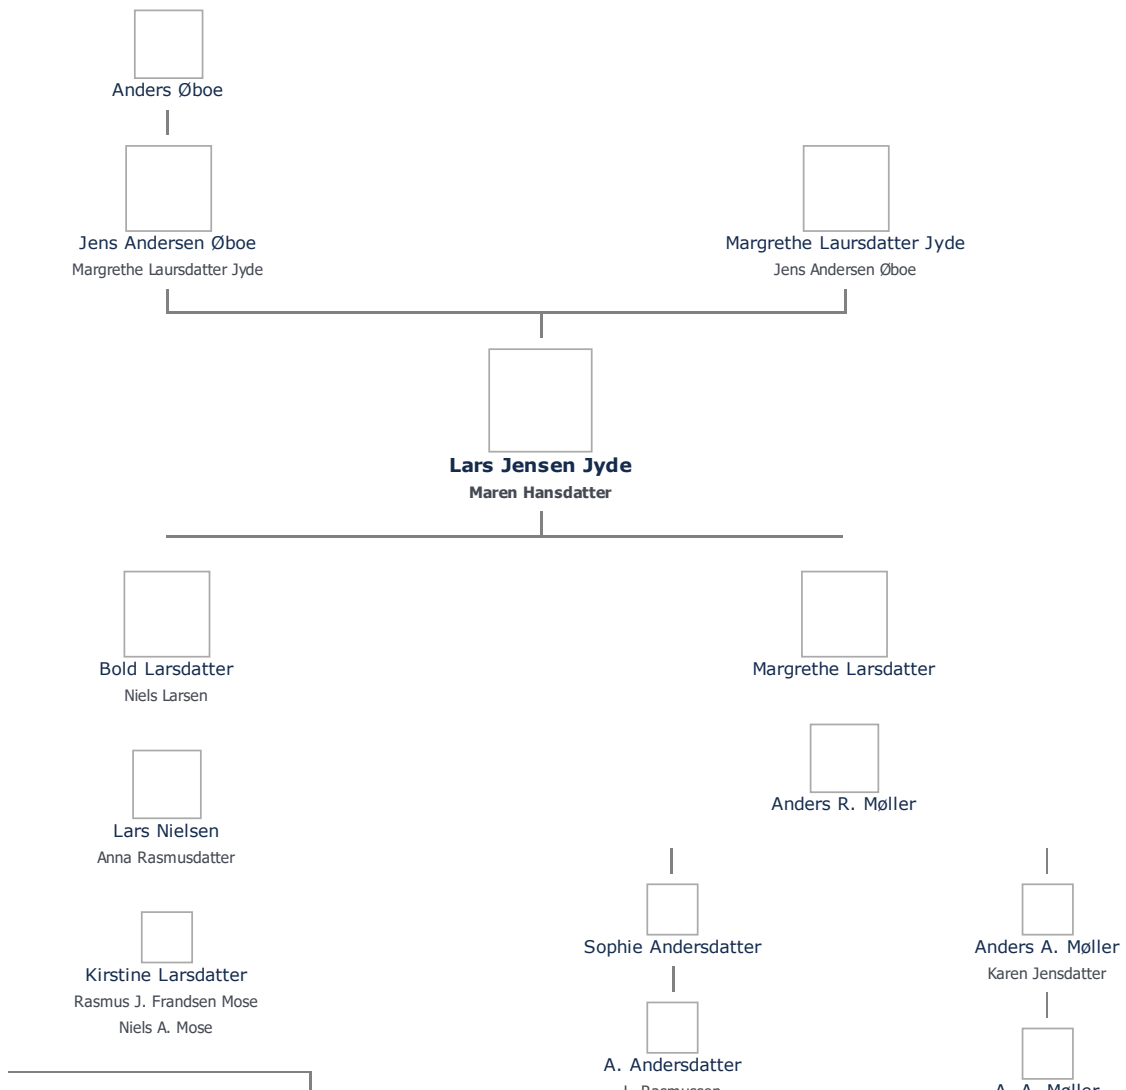 Anders Øboe
Jens Andersen Øboe
Margrethe Laursdatter Jyde
Margrethe Laursdatter Jyde
Jens Andersen Øboe
Lars Jensen Jyde
Maren Hansdatter
Bold Larsdatter
Niels Larsen
Margrethe Larsdatter
Anders R. Møller
Lars Nielsen
Anna Rasmusdatter
Sophie Andersdatter
Anders A. Møller
Karen Jensdatter
Kirstine Larsdatter
Rasmus J. Frandsen Mose
Niels A. Mose
A. Andersdatter
Rasmussen
A. A. Møller